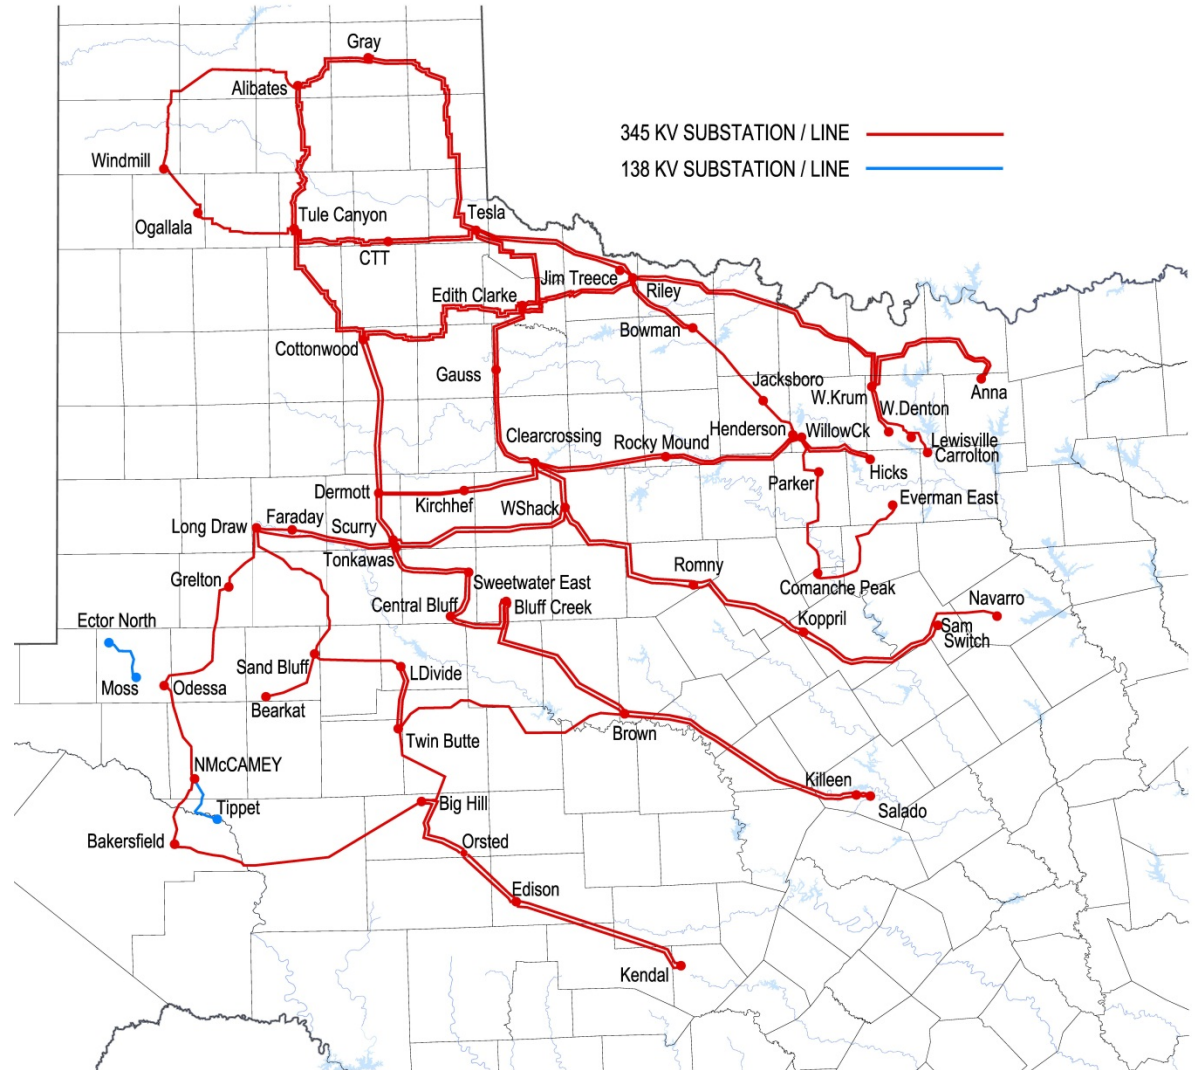 Gray
Alibates
345 KV SUBSTATION / LINE
138 KV SUBSTATION / LINE
Windmill
Ogallala
Tule Canyon
Tesla
CTT
Jim Treece
Riley
Edith Clarke
Bowman
Cottonwood
Gauss
Jacksboro
W.Krum
Anna
W.Denton
Clearcrossing
Rocky Mound
Henderson
WillowCk
Lewisville
Carrolton
Hicks
Parker
Dermott
Kirchhef
WShack
Everman East
Long Draw
Faraday
Scurry
Tonkawas
Grelton
Sweetwater East
Romny
Comanche Peak
Central Bluff
Bluff Creek
Navarro
Ector North
Koppril
Sam
Switch
Sand Bluff
LDivide
Moss
Odessa
Bearkat
Twin Butte
Brown
NMcCAMEY
Killeen
Tippet
Big Hill
Salado
Bakersfield
Orsted
Edison
Kendal